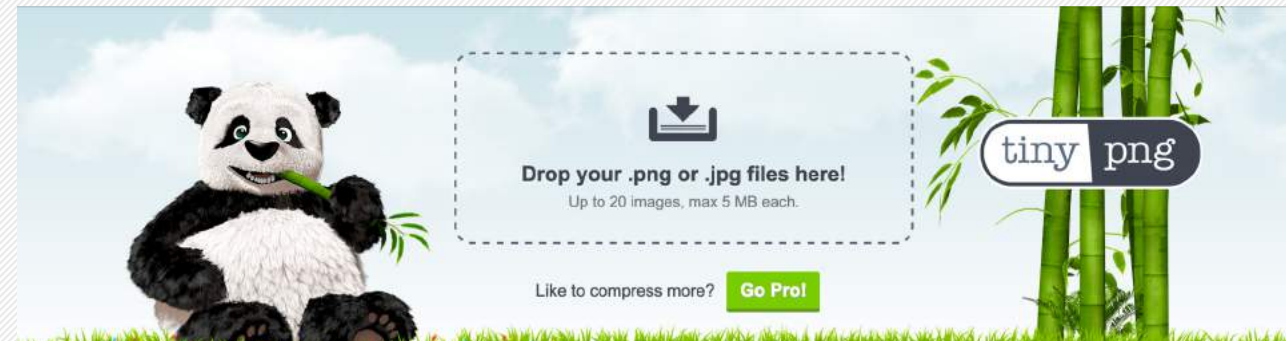 Drop your .png or .jpg files here!
Up to 20 images, max 5 MB each.
tiny png
Like to compress more? Go Pro!